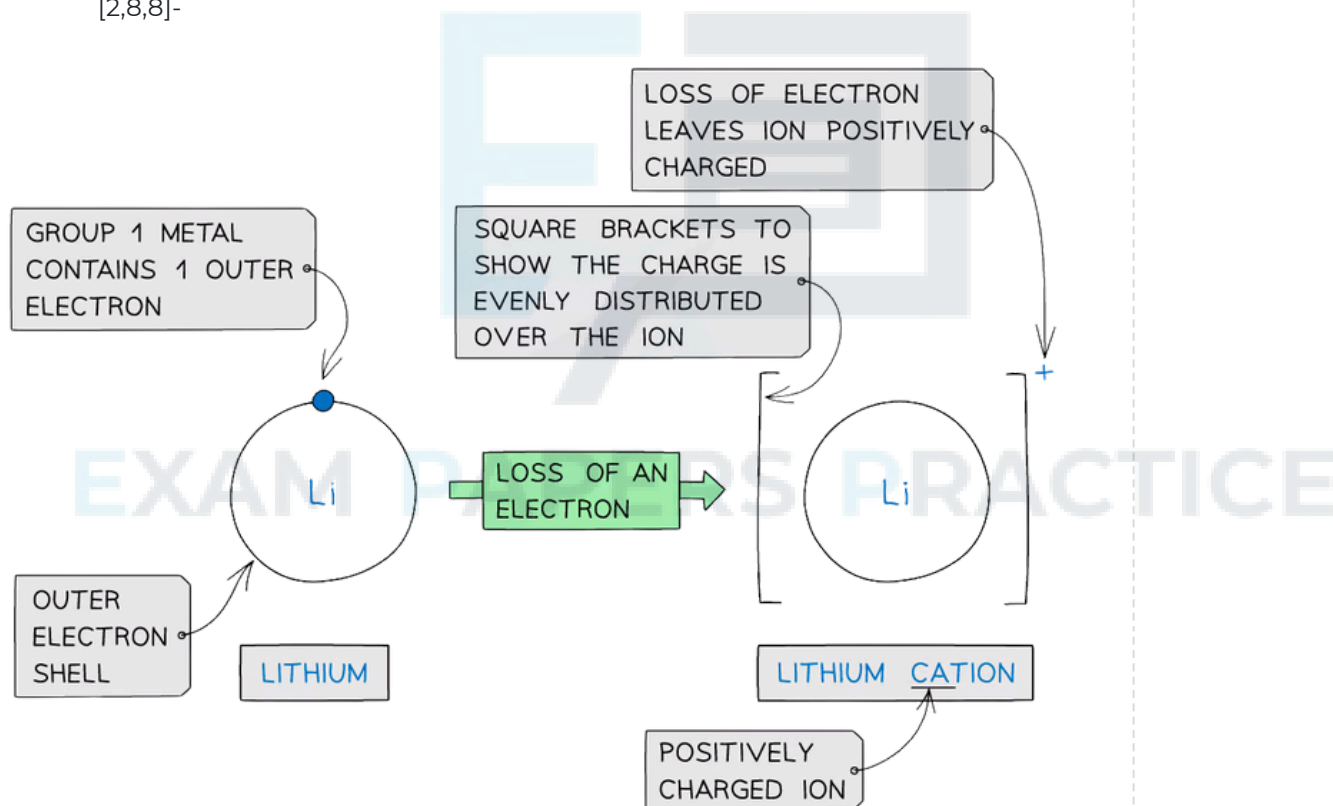 [2,8,8]-
LOSS OF ELECTRON
LEAVES ION POSITIVELY
CHARGED
GROUP 1 METAL
CONTAINS 1 OUTER
ELECTRON
SQUARE BRACKETS TO
SHOW THE CHARGE IS
EVENLY DISTRIBUTED
OVER THE ION
+
Li
LOSS OF AN
ELECTRON
Li
EXAM PAPERS PRACTICE
OUTER
ELECTRON
SHELL
LITHIUM
LITHIUM CATION
POSITIVELY
CHARGED ION